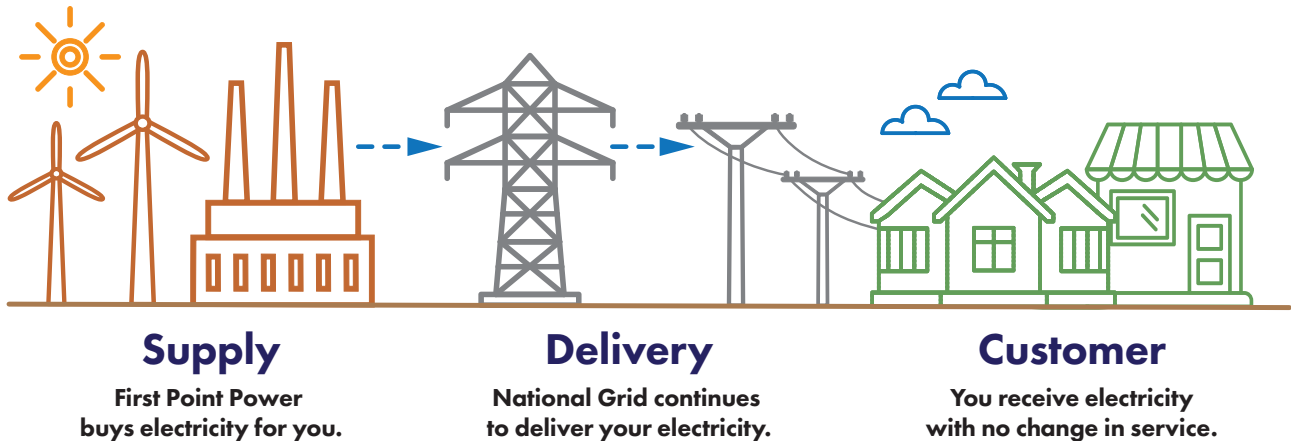 Supply
First Point Power
buys electricity for you.
Delivery
National Grid continues
to deliver your electricity.
Customer
You receive electricity
with no change in service.